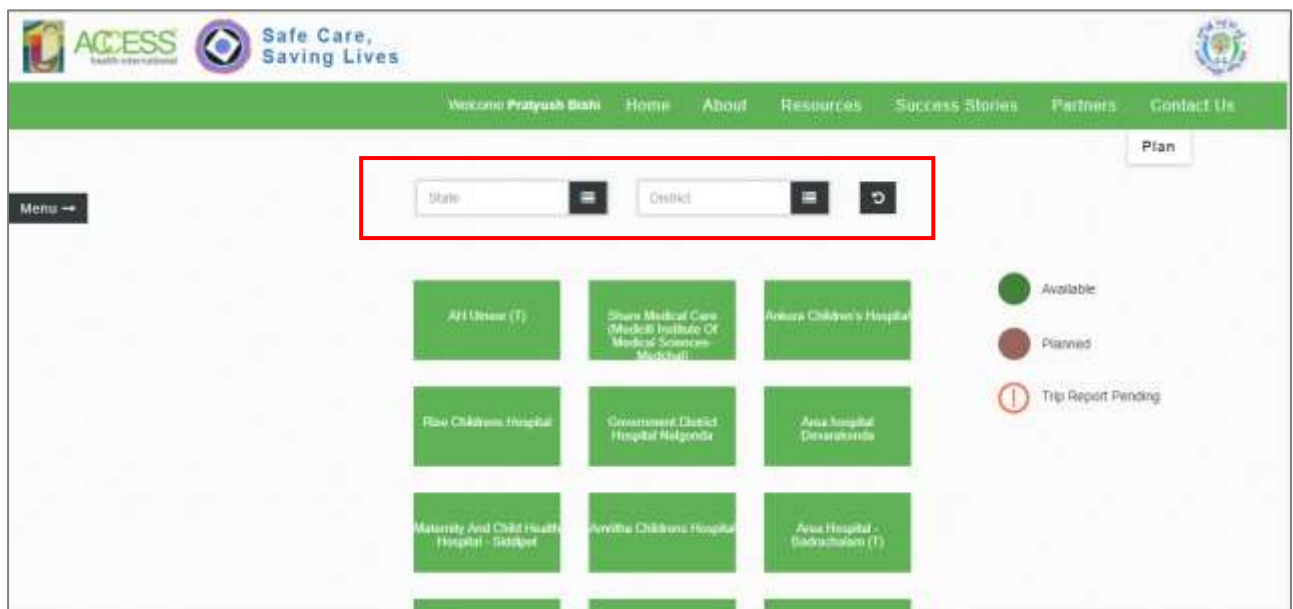 ACCESS
health international
Safe Care,
Saving Lives
Welcome Pratyush Bishi
Home
About
Resources
Success Stories
Partners
Contact Us
Plan
Menu →
State
District
AH Utnoor (T)
Share Medical Care
(Mediciti Institute Of
Medical Sciences-
Medchal)
Ankura Children's Hospital
Available
Planned
Trip Report Pending
Rise Childrens Hospital
Government District
Hospital Nalgonda
Area hospital
Devarakonda
Maternity And Child Health
Hospital - Siddipet
Amritha Childrens Hospital
Area Hospital -
Badrachalam (T)